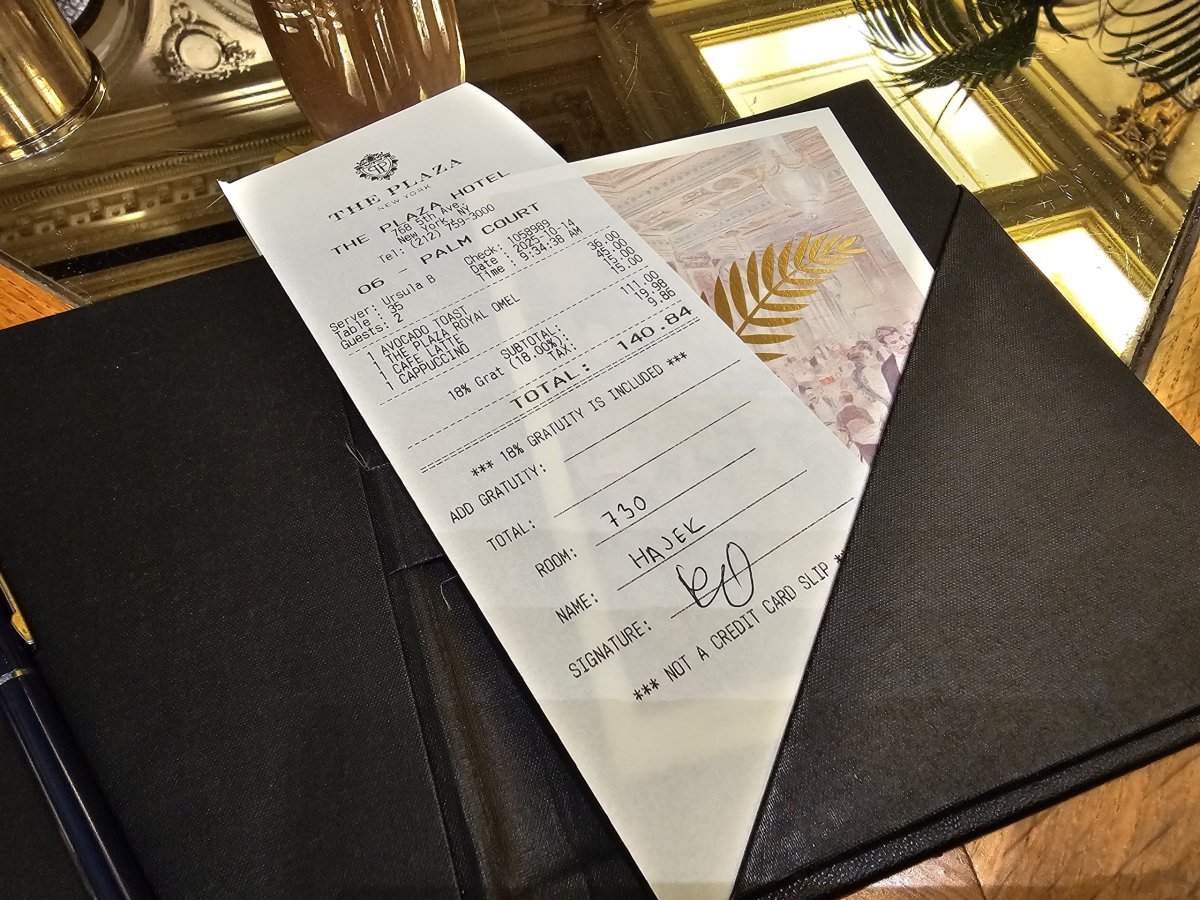 THE PLAZA
NEW YORK
THE PLAZA HOTEL
768 5th Ave.
New York, NY
Tel: (212) 759-3000
06 - PALM COURT
Server: Ursula B Check: 1058989
Table : 35 Date : 2025-10-14
Guests: 2 Time : 9:34:38 AM
1 AVOCADO TOAST 36.00
1 THE PLAZA ROYAL OMEL 45.00
1 CAFE LATTE 15.00
1 CAPPUCCINO 15.00
SUBTOTAL: 111.00
18% Grat (18.00%) 19.98
TAX: 9.86
TOTAL: 140.84
*** 18% GRATUITY IS INCLUDED ***
ADD GRATUITY:
TOTAL:
ROOM: 730
NAME: HAJEK
SIGNATURE:
*** NOT A CREDIT CARD SLIP **